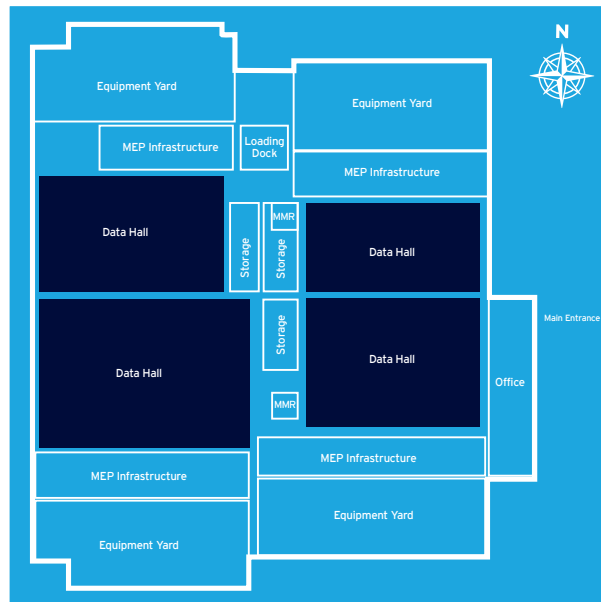 N
Equipment Yard
Equipment Yard
MEP Infrastructure
Loading
Dock
MEP Infrastructure
Data Hall
Storage
MMR
Storage
Data Hall
Main Entrance
Storage
Data Hall
Data Hall
Office
MMR
MEP Infrastructure
MEP Infrastructure
Equipment Yard
Equipment Yard